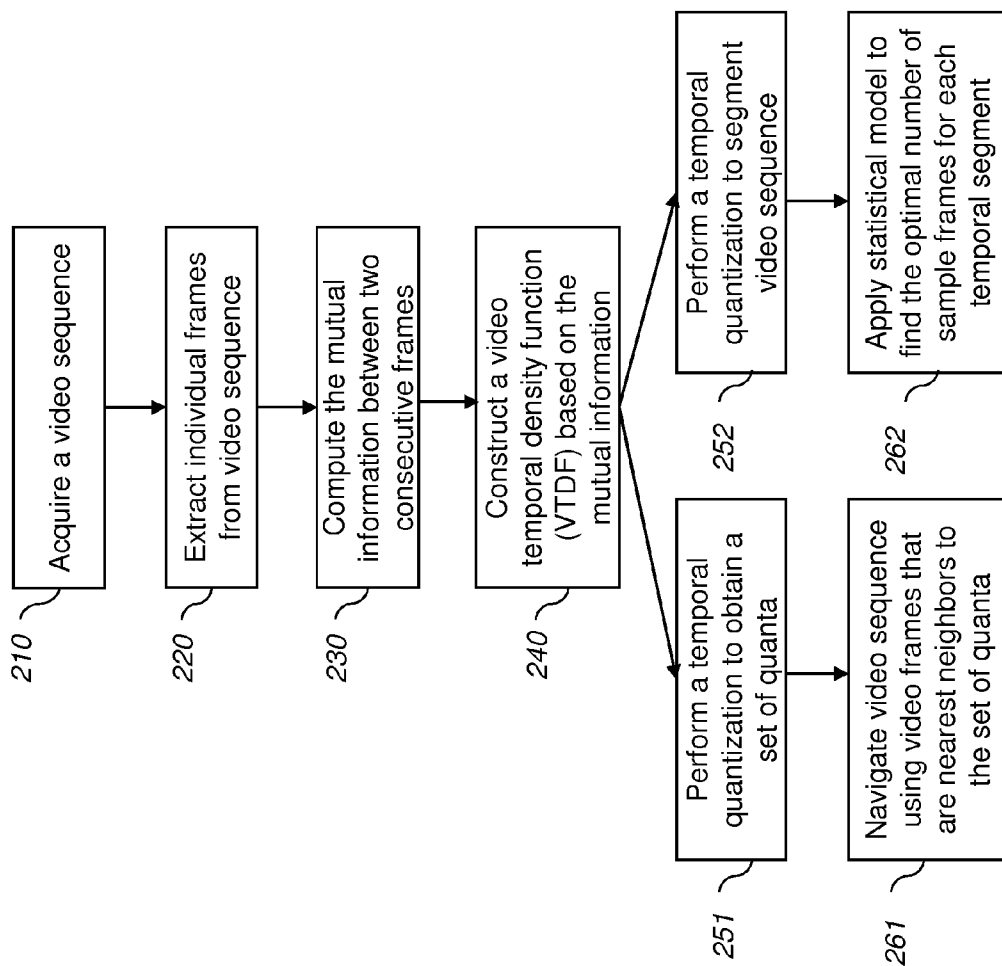 210
Acquire a video sequence
220
Extract individual frames
from video sequence
230
Compute the mutual
information between two
consecutive frames
240
Construct a video
temporal density function
(VTDF) based on the
mutual information
251
Perform a temporal
quantization to obtain a
set of quanta
261
Navigate video sequence
using video frames that
are nearest neighbors to
the set of quanta
252
Perform a temporal
quantization to segment
video sequence
262
Apply statistical model to
find the optimal number of
sample frames for each
temporal segment